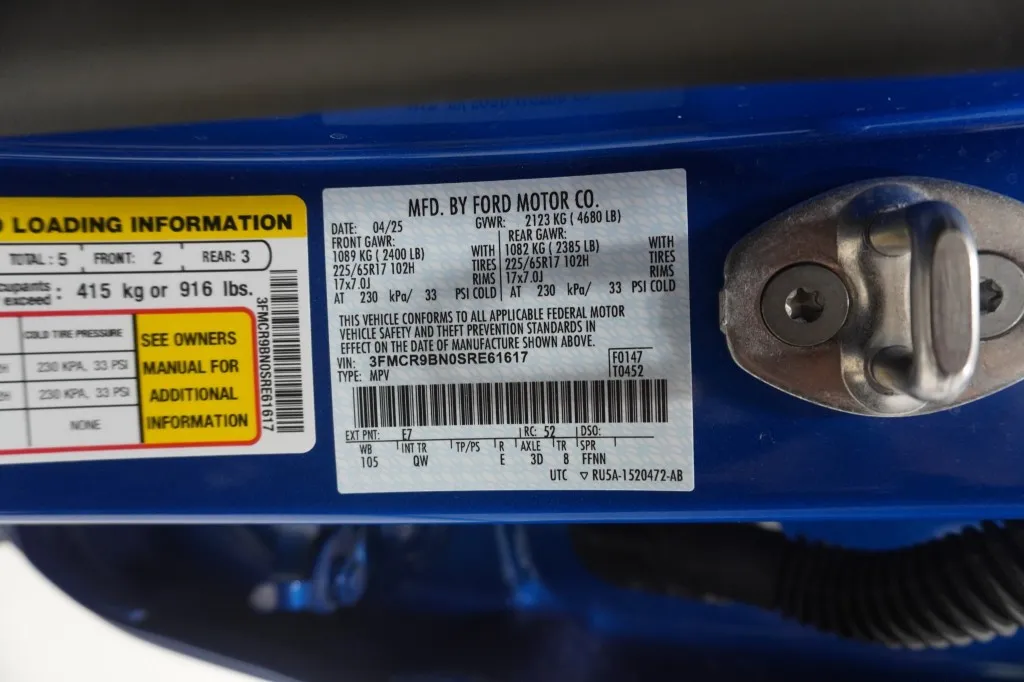 LOADING INFORMATION
TOTAL : 5 FRONT: 2 REAR: 3
exceed : 415 kg or 916 lbs.
COLD TIRE PRESSURE
230 KPA, 33 PSI
230 KPA, 33 PSI
NONE
SEE OWNERS
MANUAL FOR
ADDITIONAL
INFORMATION
3FMCR9BN0SRE61617
MFD. BY FORD MOTOR CO.
DATE: 04/25 GVWR: 2123 KG ( 4680 LB)
FRONT GAWR: REAR GAWR:
1089 KG ( 2400 LB) WITH 1082 KG ( 2385 LB) WITH
225/65R17 102H TIRES 225/65R17 102H TIRES
17x7.0J RIMS 17x7.0J RIMS
AT 230 kPa/ 33 PSI COLD AT 230 kPa/ 33 PSI COLD
THIS VEHICLE CONFORMS TO ALL APPLICABLE FEDERAL MOTOR
VEHICLE SAFETY AND THEFT PREVENTION STANDARDS IN
EFFECT ON THE DATE OF MANUFACTURE SHOWN ABOVE.
VIN: 3FMCR9BN0SRE61617 F0147
TYPE: MPV T0452
EXT PNT: E7 RC: 52 DSO:
WB INT TR TP/PS R AXLE TR SPR
105 QW E 3D 8 FFNN
UTC ▽ RU5A-1520472-AB